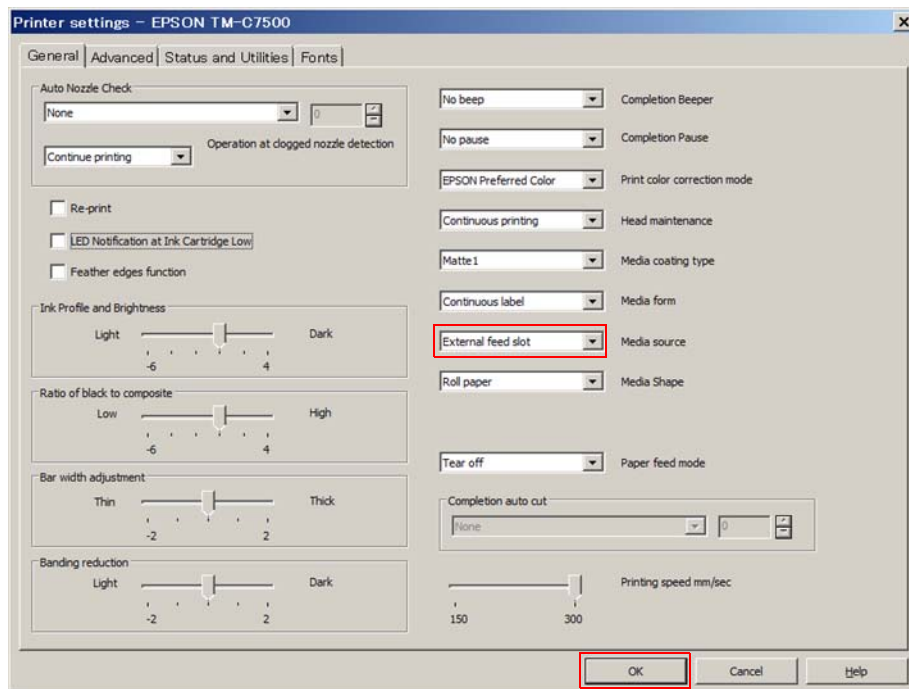 Printer settings - EPSON TM-C7500
General Advanced Status and Utilities Fonts
Auto Nozzle Check
None 0
Continue printing Operation at clogged nozzle detection
Re-print
LED Notification at Ink Cartridge Low
Feather edges function
Ink Profile and Brightness
Light Dark
-6 4
Ratio of black to composite
Low High
-6 4
Bar width adjustment
Thin Thick
-2 2
Banding reduction
Light Dark
-2 2
No beep Completion Beeper
No pause Completion Pause
EPSON Preferred Color Print color correction mode
Continuous printing Head maintenance
Matte1 Media coating type
Continuous label Media form
External feed slot Media source
Roll paper Media Shape
Tear off Paper feed mode
Completion auto cut
None 0
Printing speed mm/sec
150 300
OK Cancel Help